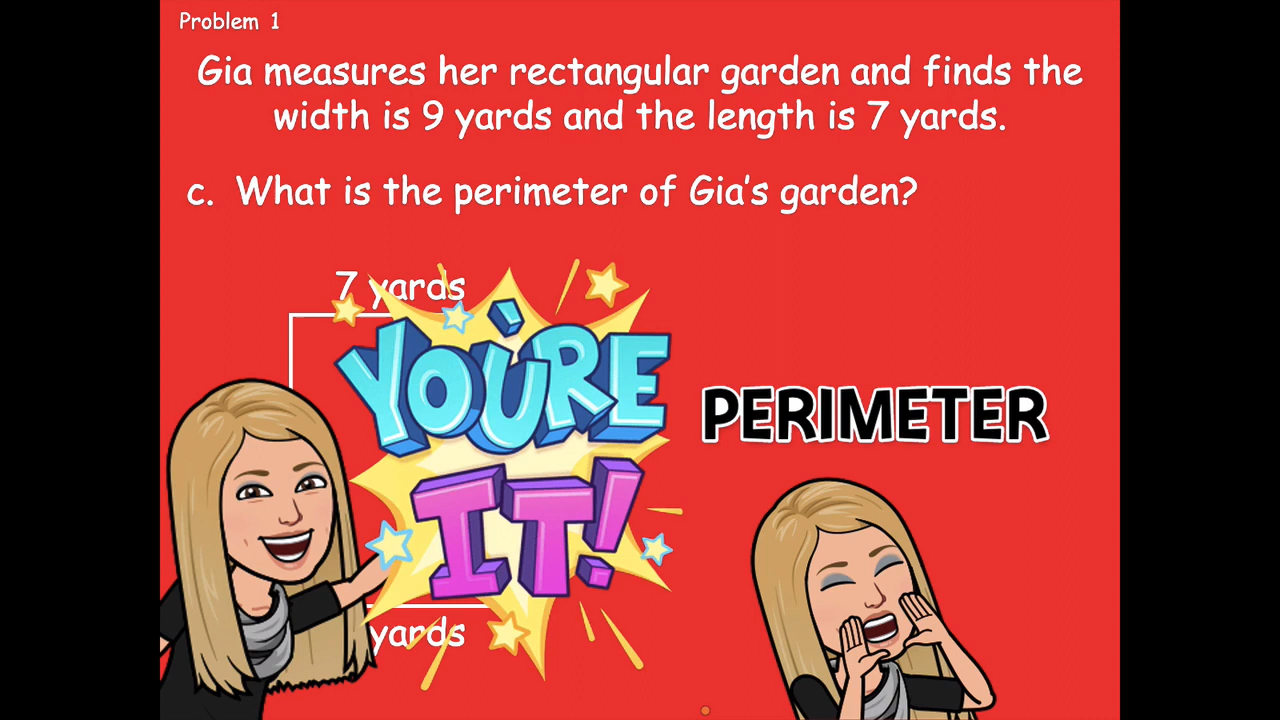 Problem 1
Gia measures her rectangular garden and finds the
width is 9 yards and the length is 7 yards.
c. What is the perimeter of Gia's garden?
7 yards
YOU'RE
IT!
PERIMETER
yards